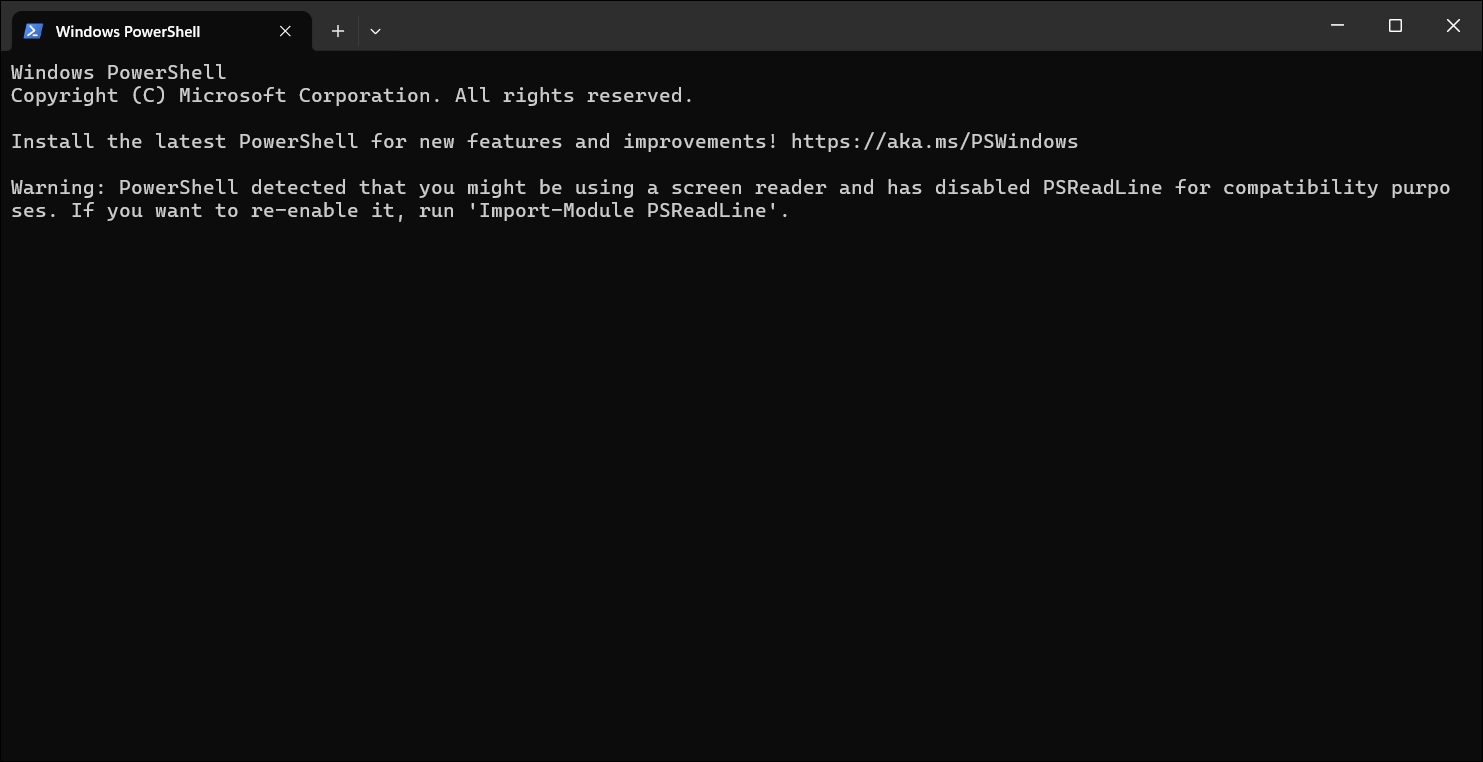 Windows PowerShell
Windows PowerShell
Copyright (C) Microsoft Corporation. All rights reserved.
Install the latest PowerShell for new features and improvements! https://aka.ms/PSWindows
Warning: PowerShell detected that you might be using a screen reader and has disabled PSReadLine for compatibility purpo
ses. If you want to re-enable it, run 'Import-Module PSReadLine'.